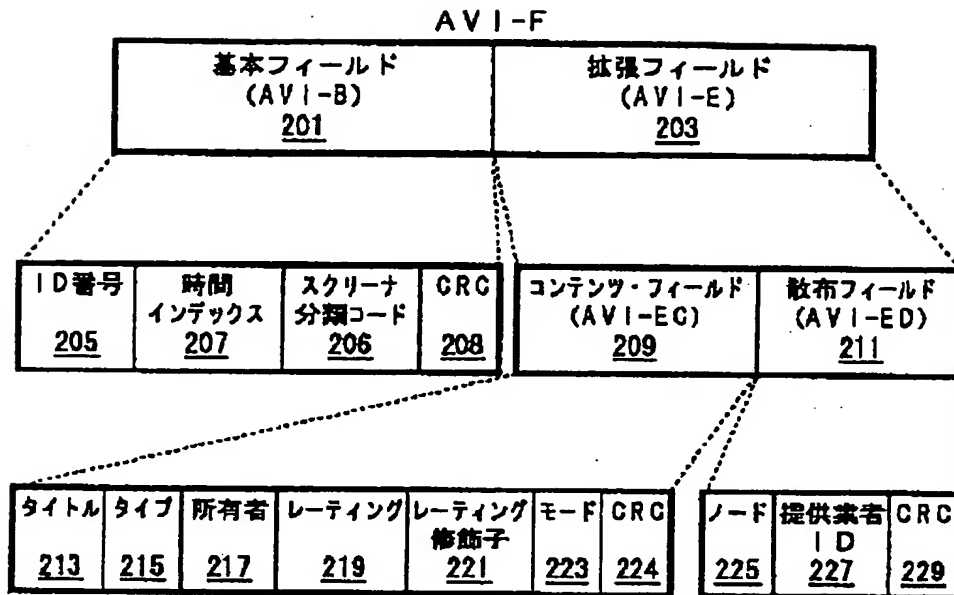 AVI-F
基本フィールド
(AVI-B)
201
拡張フィールド
(AVI-E)
203
ID番号
205
時間
インデックス
207
スクリーナ
分類コード
206
CRC
208
コンテンツ・フィールド
(AVI-EC)
209
散布フィールド
(AVI-ED)
211
タイトル
213
タイプ
215
所有者
217
レーティング
219
レーティング
修飾子
221
モード
223
CRC
224
ノード
225
提供業者
ID
227
CRC
229